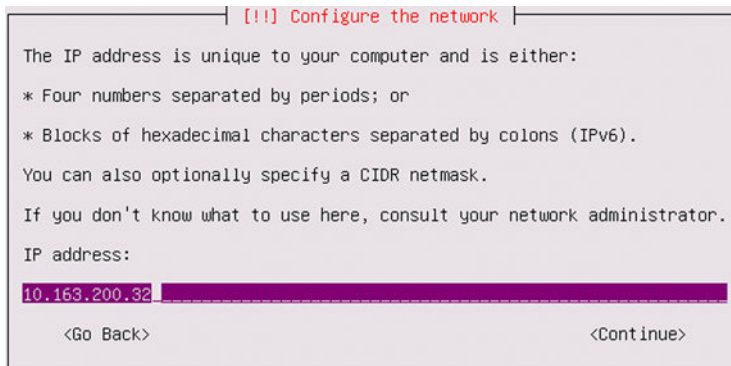 [!!] Configure the network
The IP address is unique to your computer and is either:
* Four numbers separated by periods; or
* Blocks of hexadecimal characters separated by colons (IPv6).
You can also optionally specify a CIDR netmask.
If you don't know what to use here, consult your network administrator.
IP address:
10.163.200.32
<Go Back> <Continue>